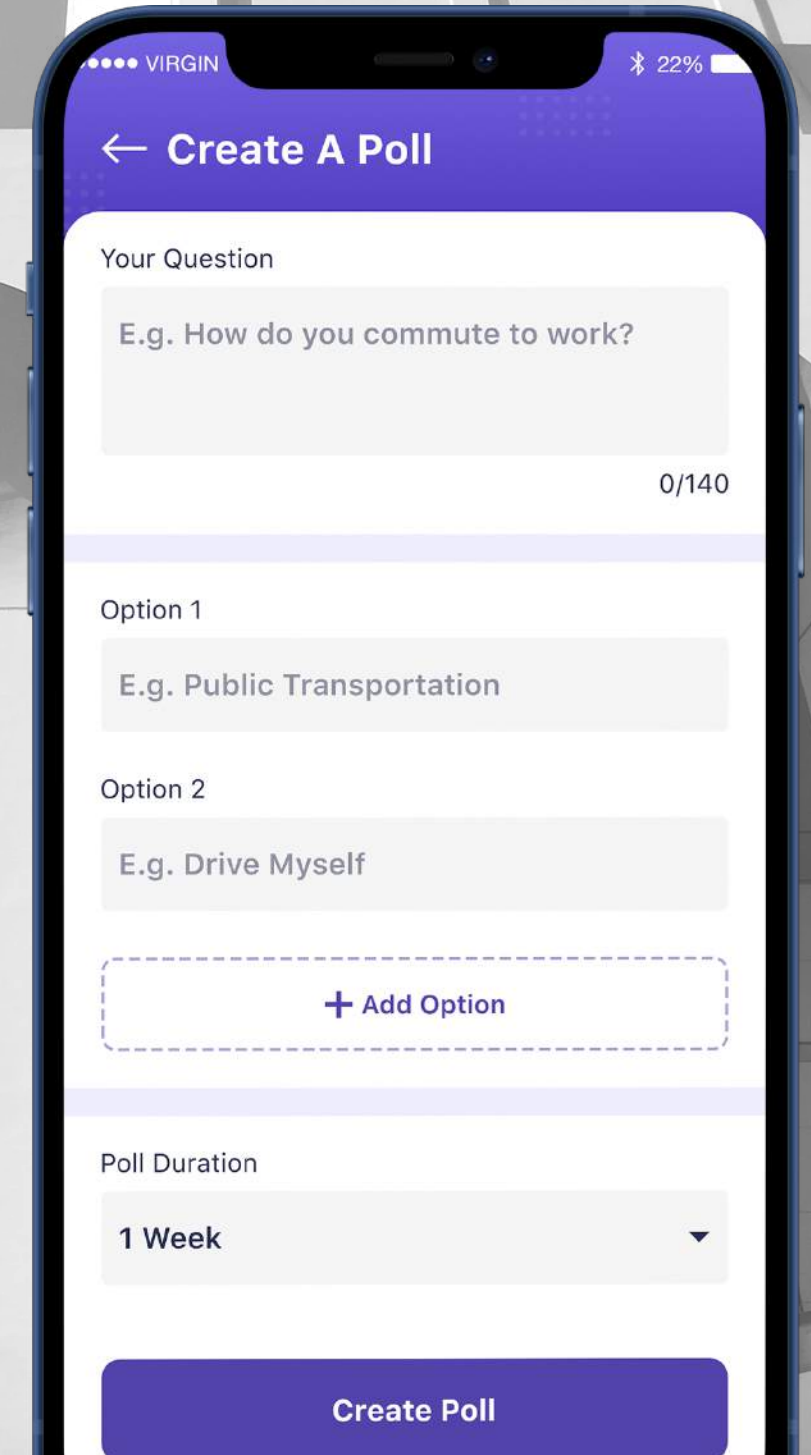 VIRGIN 22%
Create A Poll
Your Question
E.g. How do you commute to work?
0/140
Option 1
E.g. Public Transportation
Option 2
E.g. Drive Myself
+ Add Option
Poll Duration
1 Week
Create Poll